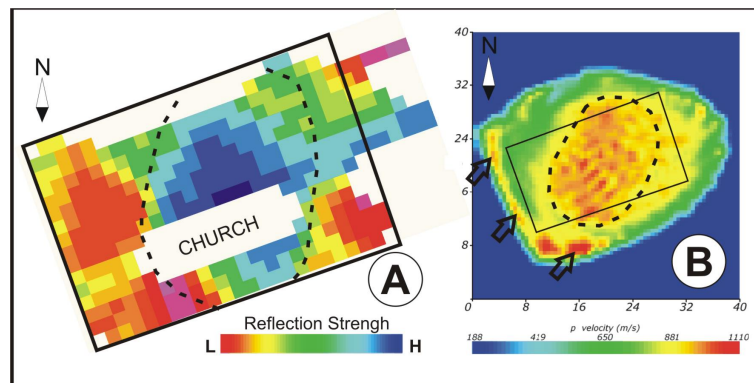 N
CHURCH
A
Reflection Strengh
L
H
N
40
32
24
6
8
0
8
16
24
32
40
B
p velocity (m/s)
188 419 650 881 1110